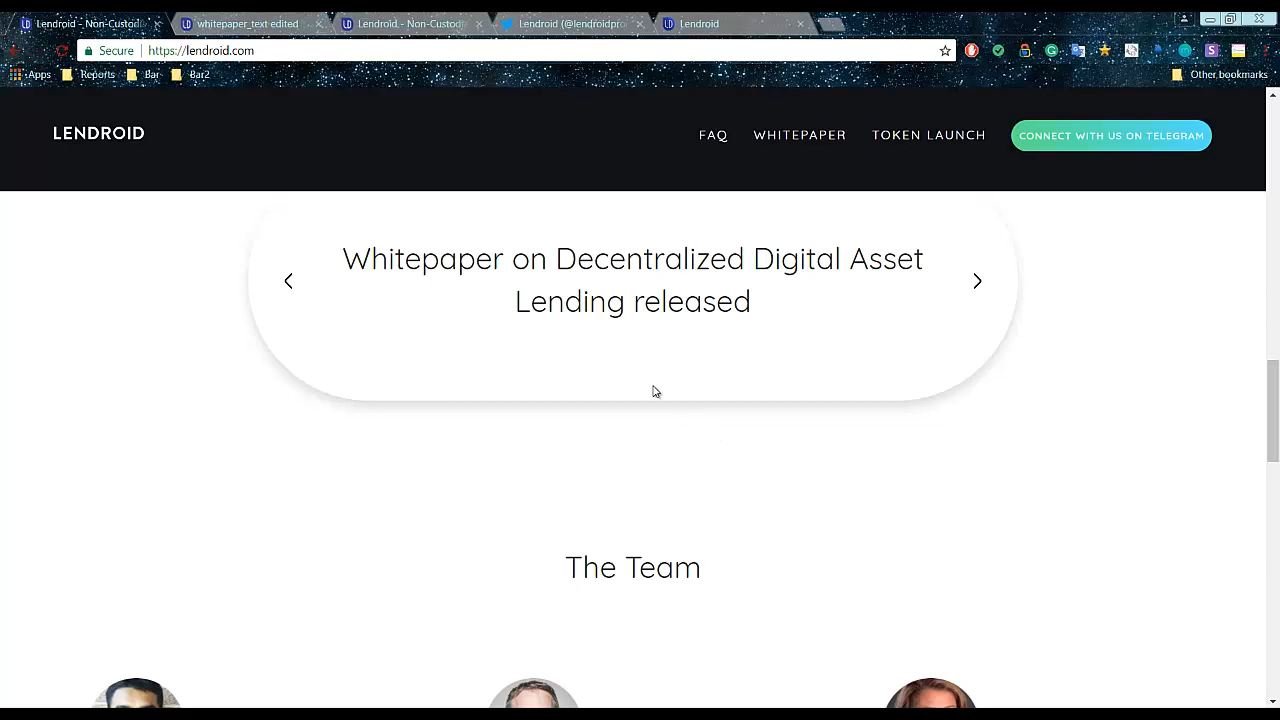 Lendroid - Non-Custod
whitepaper_text edited
Lendroid - Non-Custod
Lendroid (@lendroidpro
Lendroid
Secure
https://lendroid.com
Apps
Reports
Bar
Bar2
Other bookmarks
LENDROID
FAQ
WHITEPAPER
TOKEN LAUNCH
CONNECT WITH US ON TELEGRAM
Whitepaper on Decentralized Digital Asset
Lending released
The Team